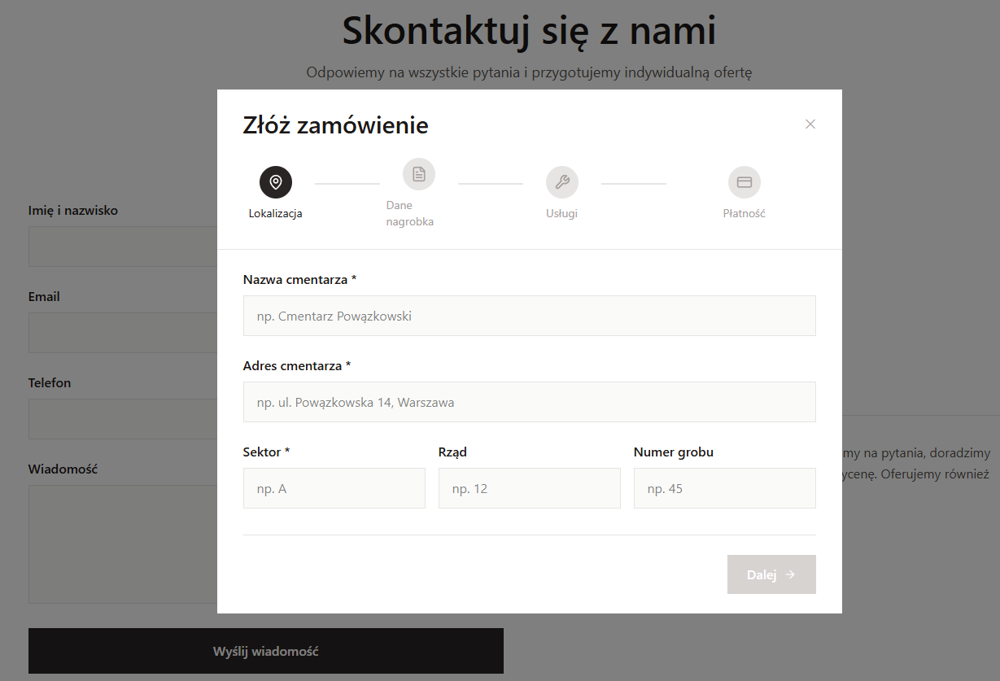 Skontaktuj się z nami
Odpowiemy na wszystkie pytania i przygotujemy indywidualną ofertę
Złóż zamówienie
Lokalizacja
Dane
nagrobka
Usługi
Płatność
Nazwa cmentarza *
np. Cmentarz Powązkowski
Adres cmentarza *
np. ul. Powązkowska 14, Warszawa
Sektor * Rząd Numer grobu
np. A np. 12 np. 45
Dalej →
Imię i nazwisko
Email
Telefon
Wiadomość
Wyślij wiadomość
my na pytania, doradzimy
ycenę. Oferujemy również